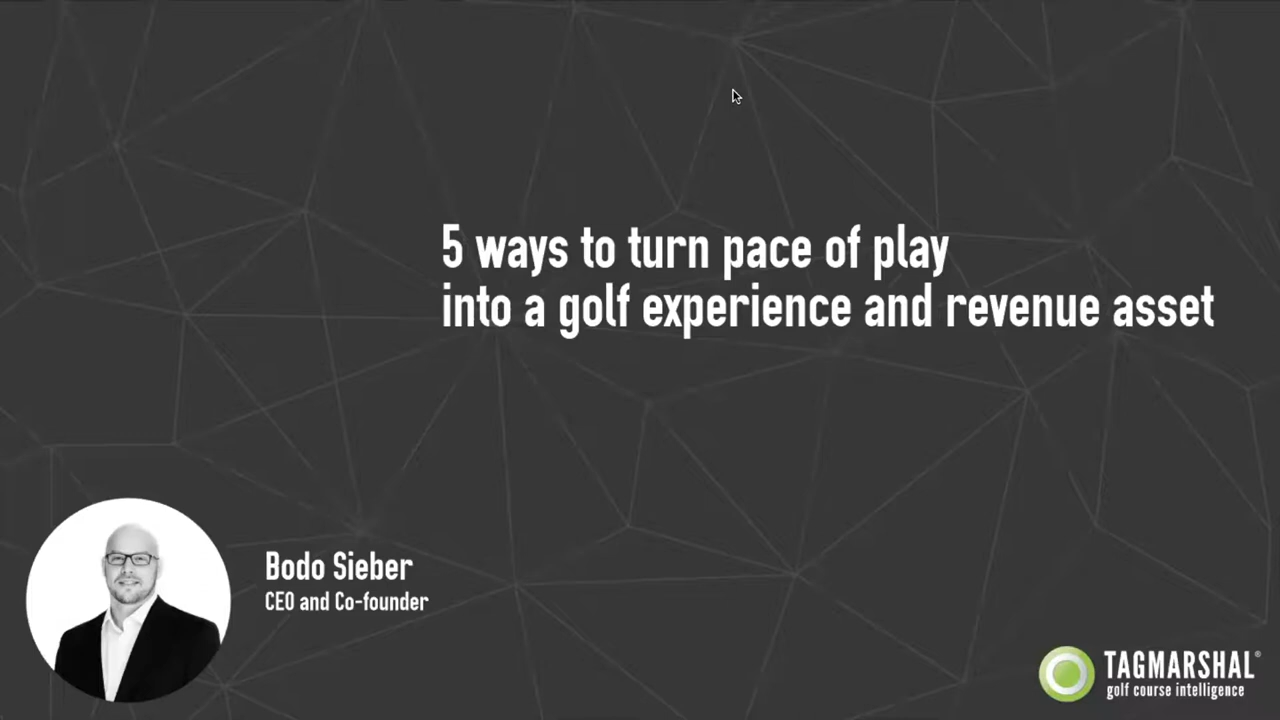 5 ways to turn pace of play
into a golf experience and revenue asset
Bodo Sieber
CEO and Co-founder
TAGMARSHAL®
golf course intelligence